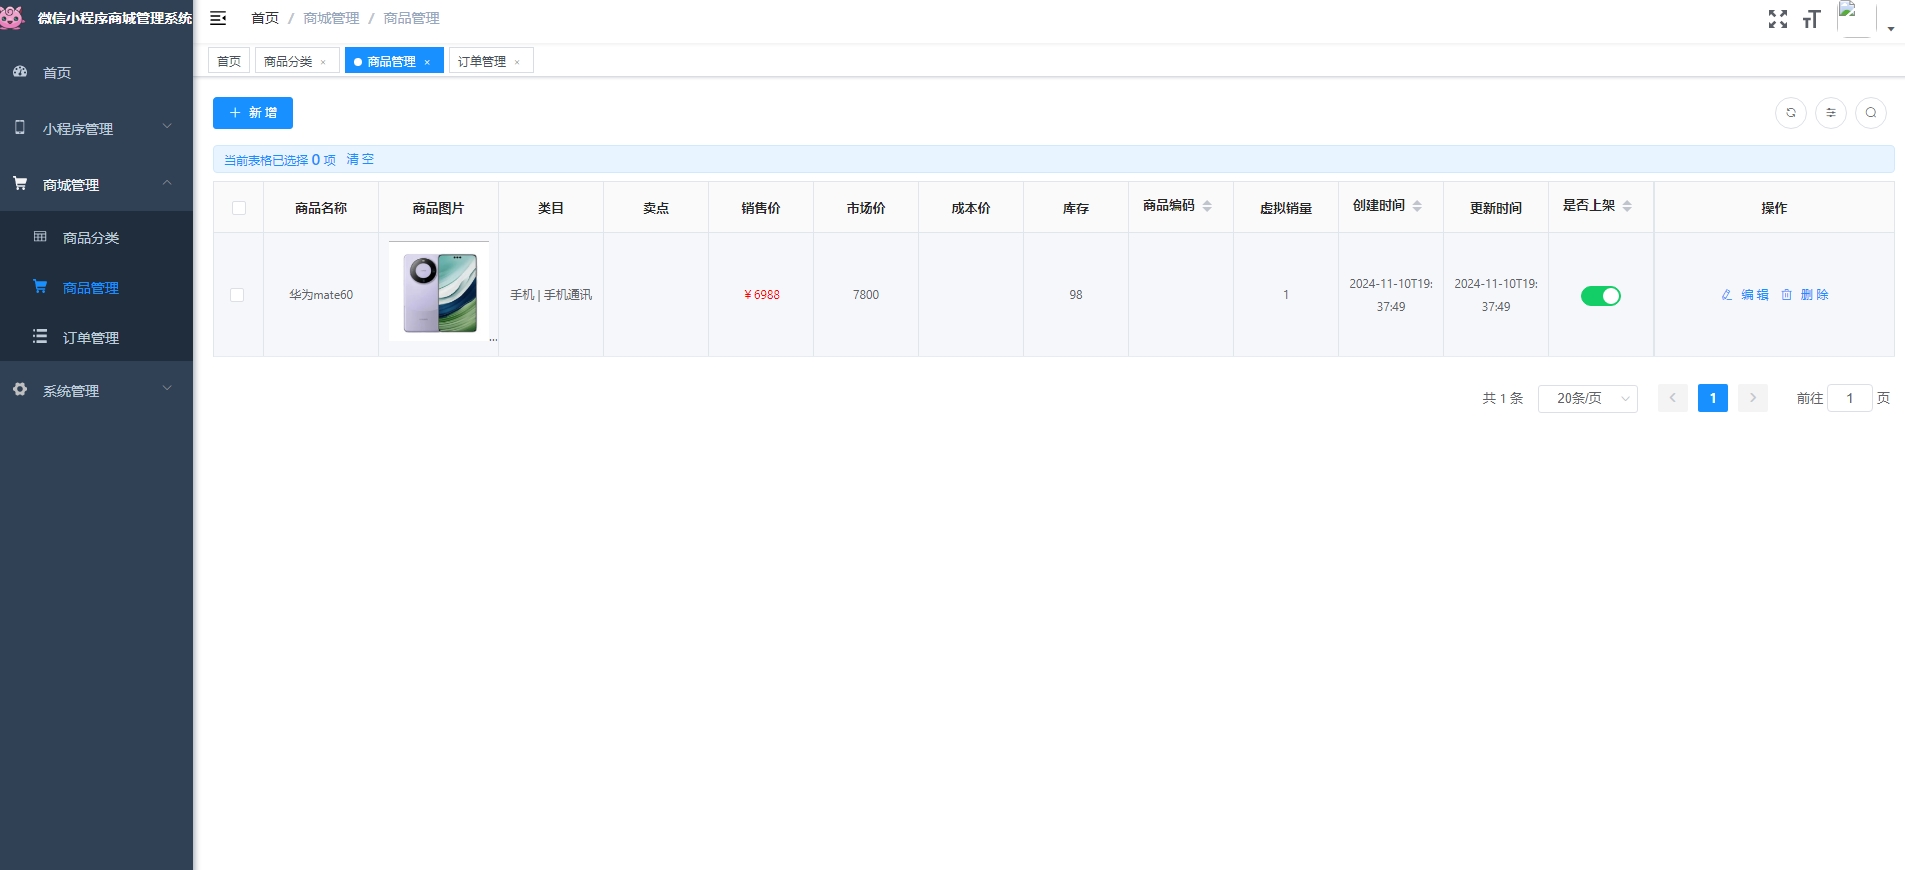 微信小程序商城管理系统
首页 / 商城管理 / 商品管理
首页
商品分类 ×
商品管理 ×
订单管理 ×
首页
小程序管理
商城管理
商品分类
商品管理
订单管理
系统管理
新增
当前表格已选择 0 项 清空
商品名称 商品图片 类目 卖点 销售价 市场价 成本价 库存 商品编码 虚拟销量 创建时间 更新时间 是否上架 操作
华为mate60 ... 手机 | 手机通讯 ¥6988 7800 98 1 2024-11-10T19:37:49 2024-11-10T19:37:49 编辑 删除
共 1 条 20条/页 1 前往 1 页